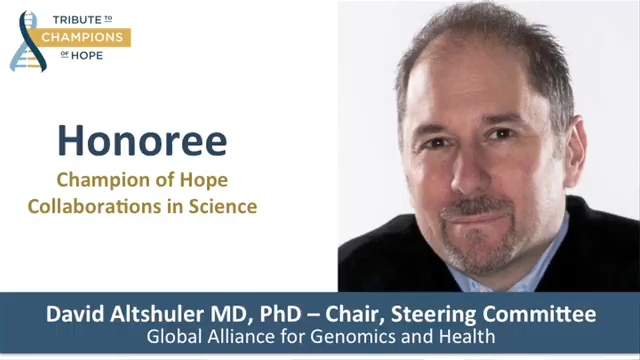 TRIBUTE TO
CHAMPIONS
OF HOPE
Honoree
Champion of Hope
Collaborations in Science
David Altshuler MD, PhD – Chair, Steering Committee
Global Alliance for Genomics and Health